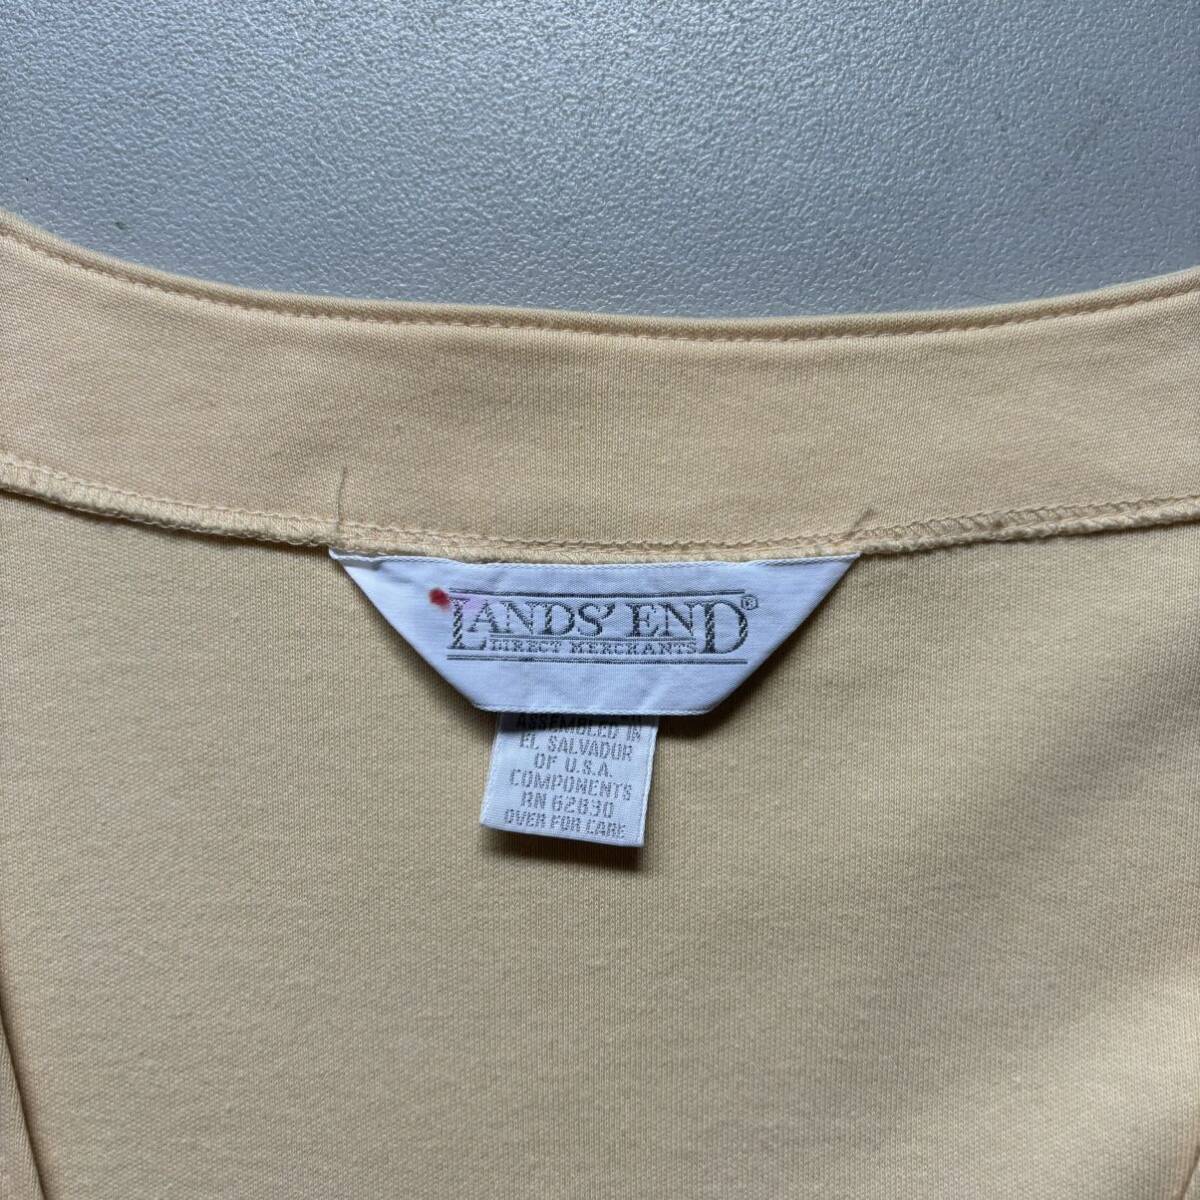 LANDS' END®
DIRECT MERCHANTS
ASSEMBLED IN
EL SALVADOR
OF U.S.A.
COMPONENTS
RN 62830
OVER FOR CARE